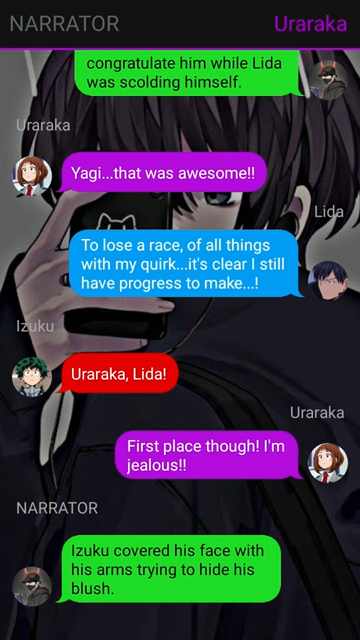 NARRATOR
Uraraka
congratulate him while Lida
was scolding himself.
Uraraka
Yagi...that was awesome!!
Lida
To lose a race, of all things
with my quirk...it's clear I still
have progress to make...!
Izuku
Uraraka, Lida!
Uraraka
First place though! I'm
jealous!!
NARRATOR
Izuku covered his face with
his arms trying to hide his
blush.